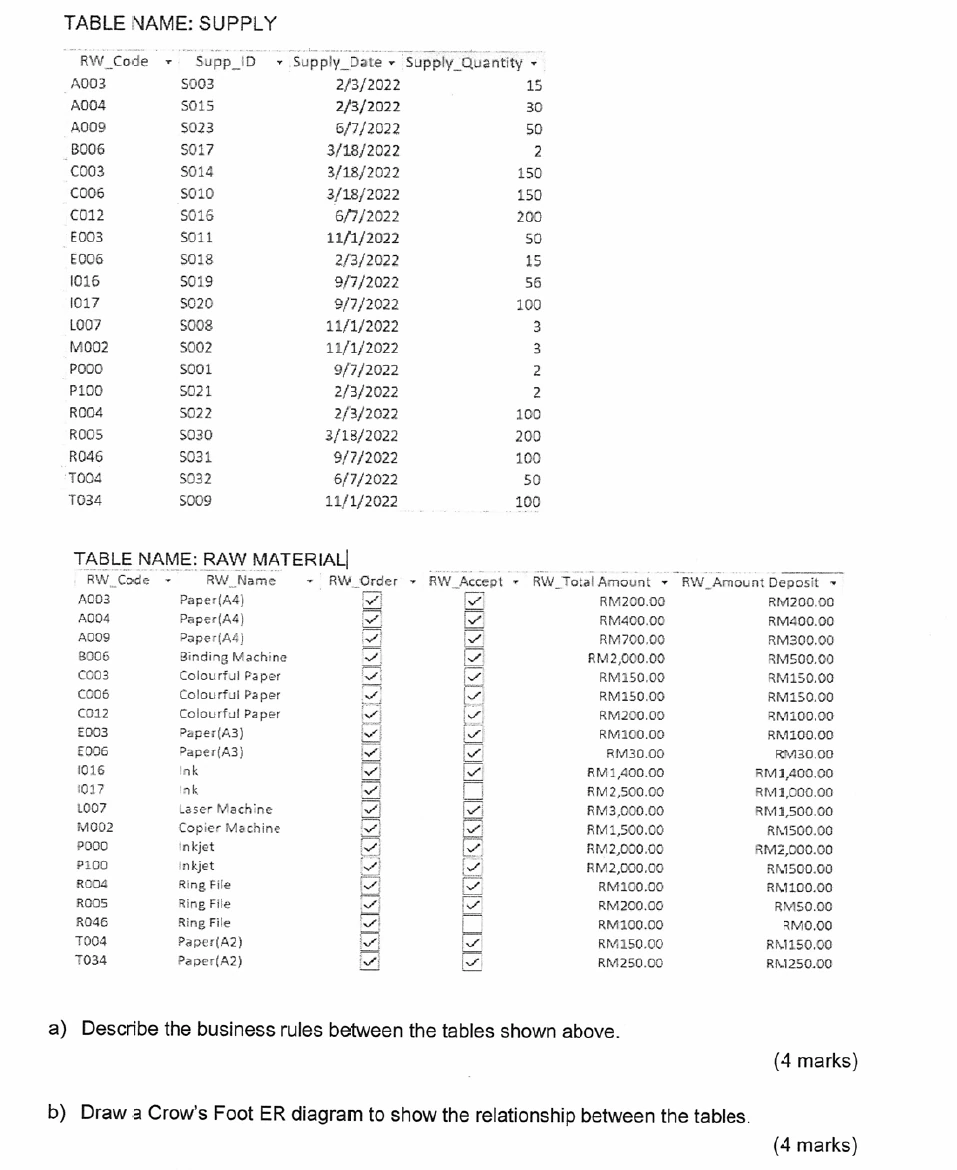 TABLE NAME: SUPPLY
RW_Code Supp_ID Supply_Date Supply_Quantity
A003 S003 2/3/2022 15
A004 S015 2/3/2022 30
A009 S023 6/7/2022 50
B006 S017 3/18/2022 2
C003 S014 3/18/2022 150
C006 S010 3/18/2022 150
C012 S016 6/7/2022 200
E003 S011 11/1/2022 50
E006 S018 2/3/2022 15
I016 S019 9/7/2022 56
I017 S020 9/7/2022 100
L007 S008 11/1/2022 3
M002 S002 11/1/2022 3
P000 S001 9/7/2022 2
P100 S021 2/3/2022 2
R004 S022 2/3/2022 100
R005 S030 3/18/2022 200
R046 S031 9/7/2022 100
T004 S032 6/7/2022 50
T034 S009 11/1/2022 100
TABLE NAME: RAW MATERIAL
RW_Code RW_Name RW_Order RW_Accept RW_Total Amount RW_Amount Deposit
A003 Paper(A4) RM200.00 RM200.00
A004 Paper(A4) RM400.00 RM400.00
A009 Paper(A4) RM700.00 RM300.00
B006 Binding Machine RM2,000.00 RM500.00
C003 Colourful Paper RM150.00 RM150.00
C006 Colourful Paper RM150.00 RM150.00
C012 Colourful Paper RM200.00 RM100.00
E003 Paper(A3) RM100.00 RM100.00
E006 Paper(A3) RM30.00 RM30.00
I016 Ink RM1,400.00 RM1,400.00
I017 Ink RM2,500.00 RM1,000.00
L007 Laser Machine RM3,000.00 RM1,500.00
M002 Copier Machine RM1,500.00 RM500.00
P000 Inkjet RM2,000.00 RM2,000.00
P100 Inkjet RM2,000.00 RM500.00
R004 Ring File RM100.00 RM100.00
R005 Ring File RM200.00 RM50.00
R046 Ring File RM100.00 RM0.00
T004 Paper(A2) RM150.00 RM150.00
T034 Paper(A2) RM250.00 RM250.00
a) Describe the business rules between the tables shown above.
(4 marks)
b) Draw a Crow's Foot ER diagram to show the relationship between the tables.
(4 marks)